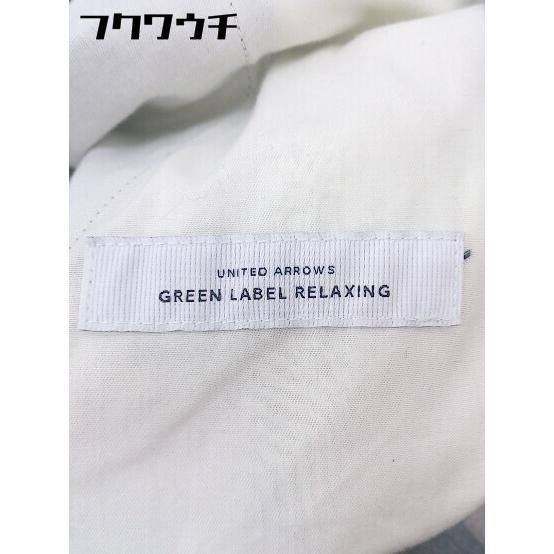 フクワウチ
UNITED ARROWS
GREEN LABEL RELAXING